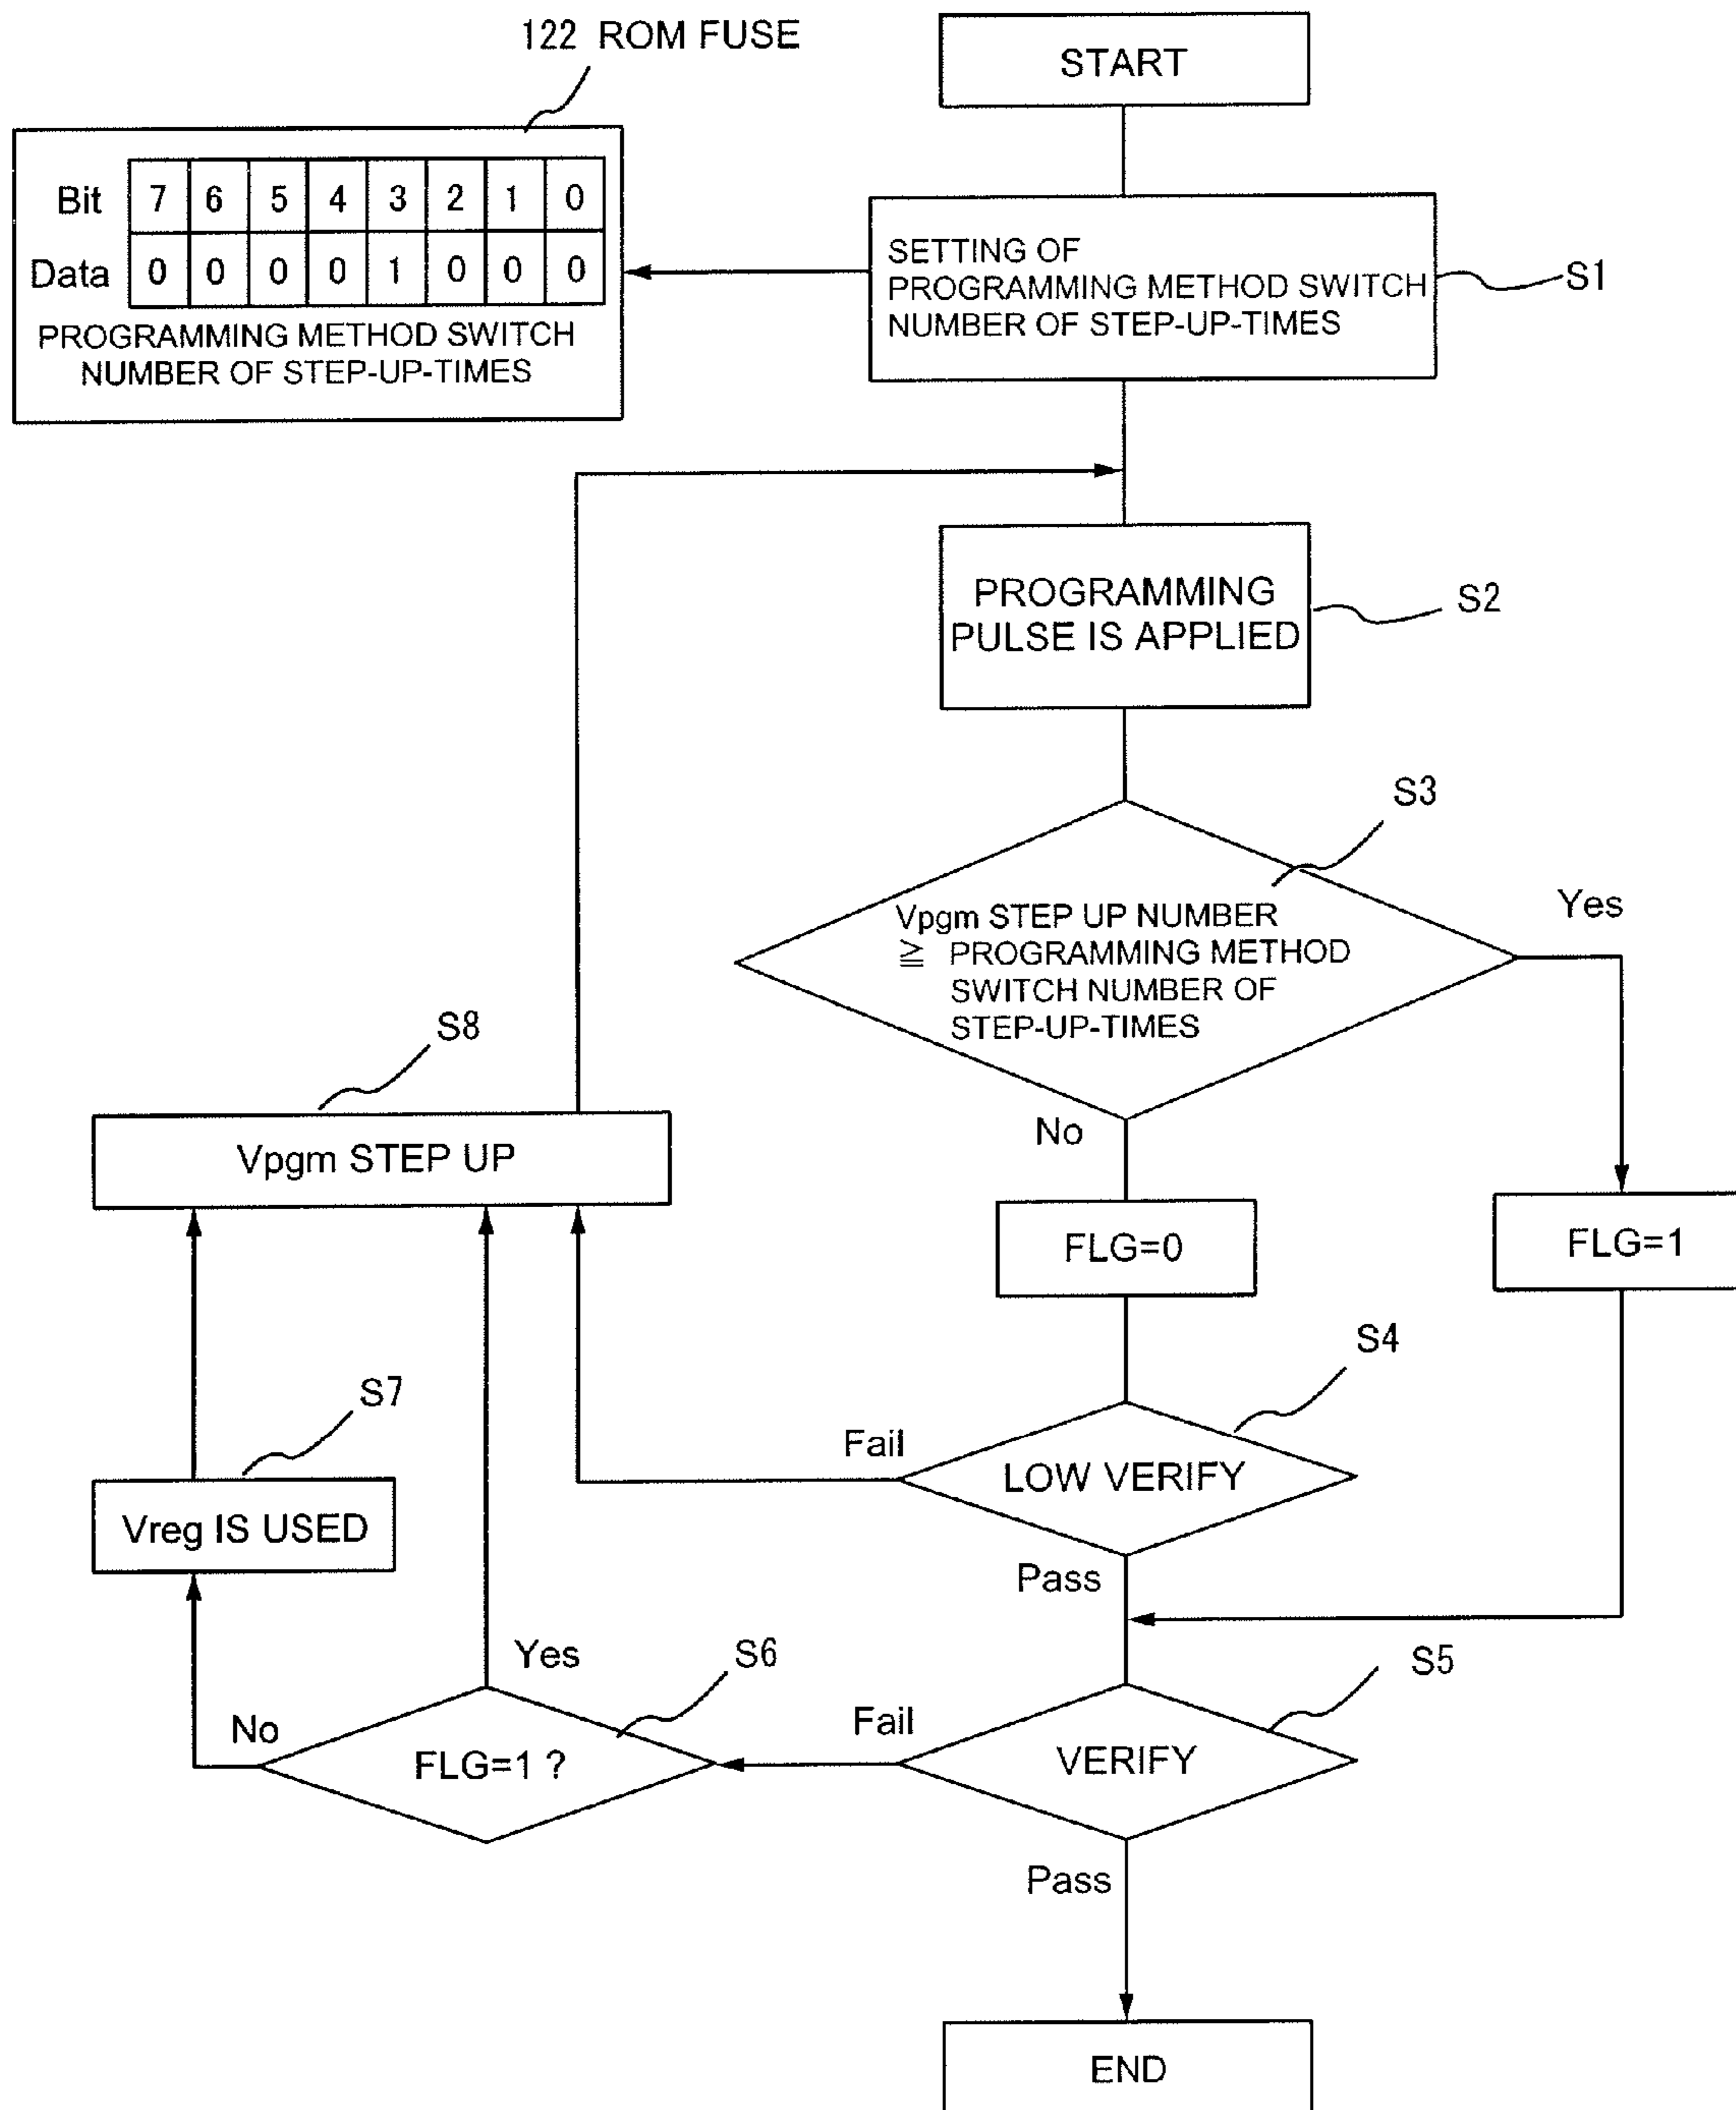 122 ROM FUSE
START
Bit 7 6 5 4 3 2 1 0
Data 0 0 0 0 1 0 0 0
PROGRAMMING METHOD SWITCH
NUMBER OF STEP-UP-TIMES
SETTING OF
PROGRAMMING METHOD SWITCH
NUMBER OF STEP-UP-TIMES
S1
PROGRAMMING
PULSE IS APPLIED
S2
S3
Vpgm STEP UP NUMBER
≧ PROGRAMMING METHOD
SWITCH NUMBER OF
STEP-UP-TIMES
Yes
No
S8
Vpgm STEP UP
FLG=0
FLG=1
S4
Fail
LOW VERIFY
Pass
S7
Vreg IS USED
Yes
S6
No
FLG=1 ?
Fail
S5
VERIFY
Pass
END